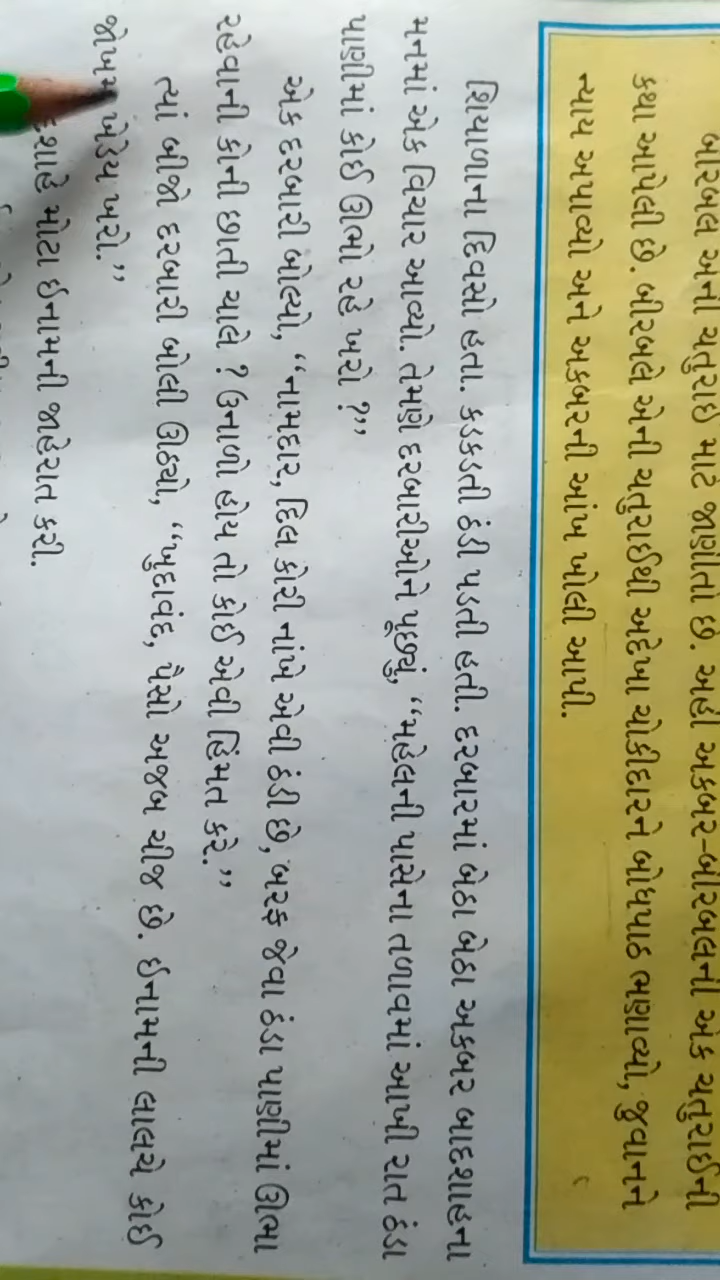 બીરબલ એની ચતુરાઇ માટે જાણીતો છે. અહીં અકબર-બીરબલની એક ચતુરાઇની
કથા આપેલી છે. બીરબલે એની ચતુરાઈથી અદેખા ચોકીદારને બોધપાઠ ભણાવ્યો, જુવાનને
ન્યાય અપાવ્યો અને અકબરની આંખ ખોલી આપી.
શિયાળાના દિવસો હતા. કડકડતી ઠંડી પડતી હતી. દરબારમાં બેઠા બેઠા અકબર બાદશાહના
મનમાં એક વિચાર આવ્યો. તેમણે દરબારીઓને પૂછ્યું, “મહેલની પાસેના તળાવમાં આખી રાત ઠંડા
પાણીમાં કોઈ ઊભો રહે ખરો ?”
એક દરબારી બોલ્યો, “નામદાર, દિલ કોરી નાંખે એવી ઠંડી છે, બરફ જેવા ઠંડા પાણીમાં ઊભા
રહેવાની કોની છાતી ચાલે ? ઉનાળો હોય તો કોઈ એવી હિંમત કરે.”
ત્યાં બીજો દરબારી બોલી ઊઠ્યો, “ખુદાવંદ, પૈસો અજબ ચીજ છે. ઈનામની લાલચે કોઈ
જોખમ ખેડેય ખરો.”
દશાહે મોટા ઈનામની જાહેરાત કરી.